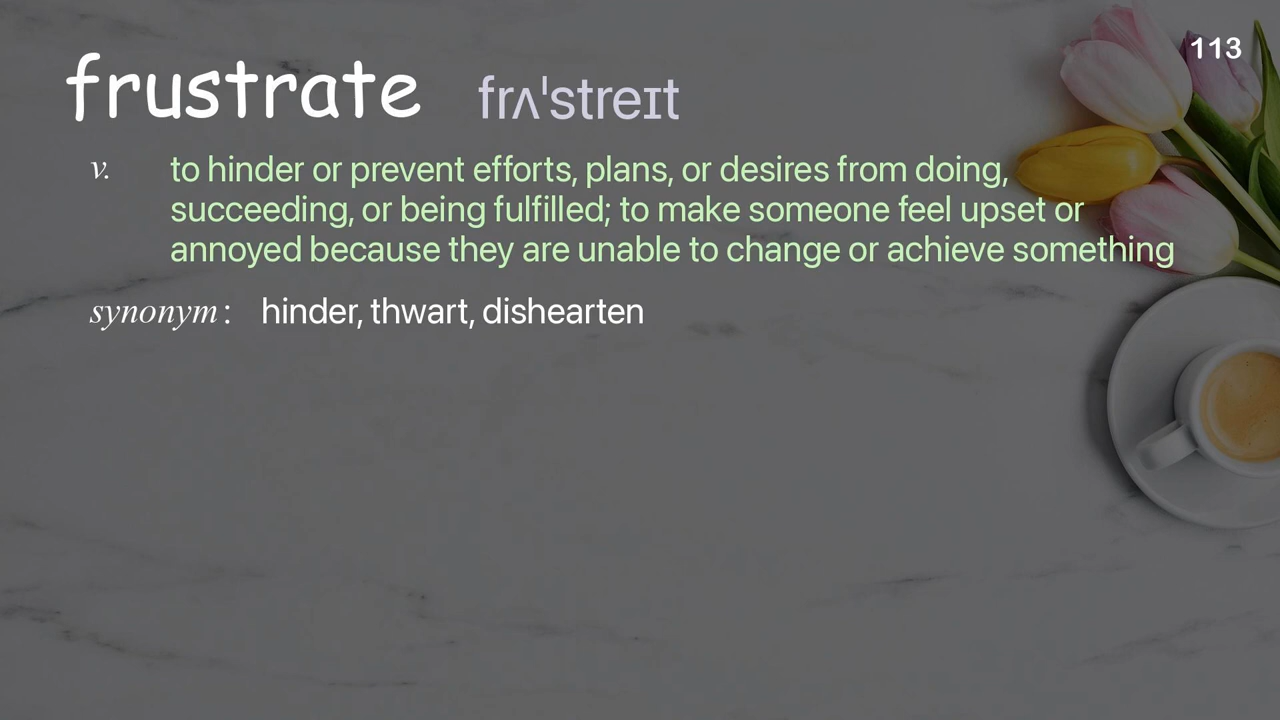 113
frustrate frʌˈstreɪt
v. to hinder or prevent efforts, plans, or desires from doing,
succeeding, or being fulfilled; to make someone feel upset or
annoyed because they are unable to change or achieve something
synonym: hinder, thwart, dishearten